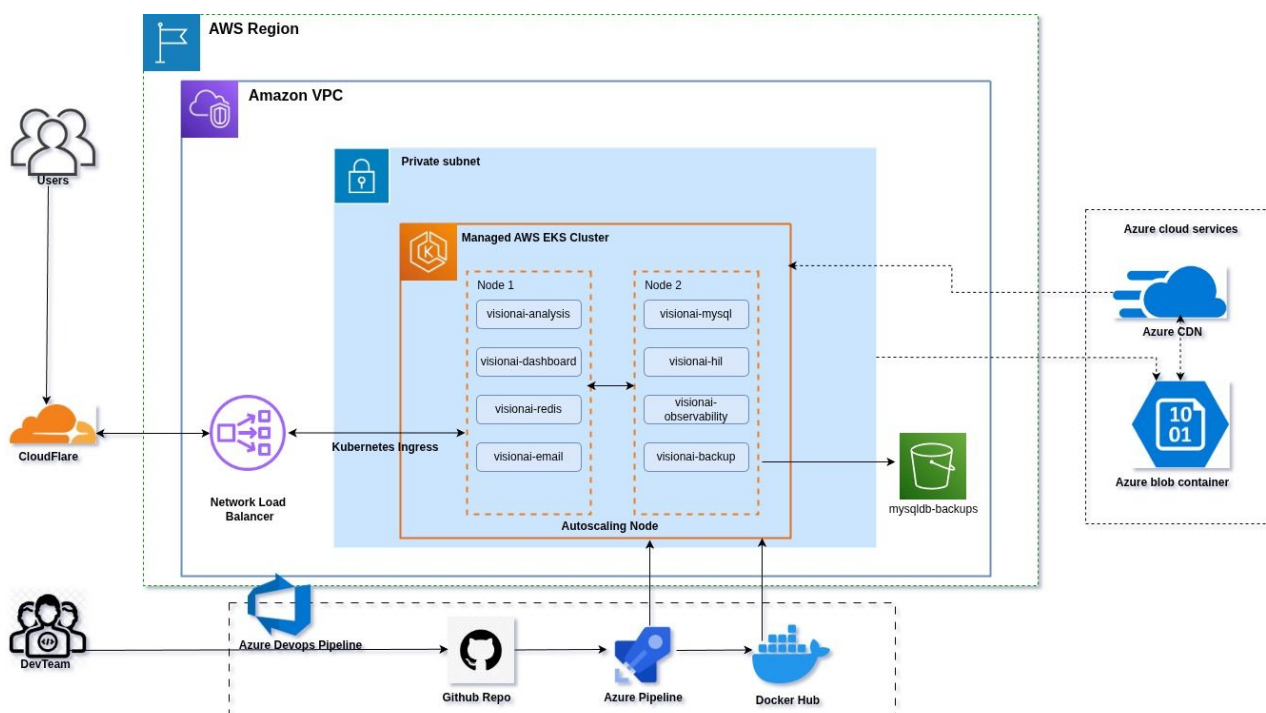 AWS Region
Amazon VPC
Users
Private subnet
Managed AWS EKS Cluster
Node 1
visionai-analysis
visionai-dashboard
visionai-redis
visionai-email
Node 2
visionai-mysql
visionai-hil
visionai-
observability
visionai-backup
Autoscaling Node
Azure cloud services
Azure CDN
10
01
Azure blob container
CloudFlare
Kubernetes Ingress
Network Load
Balancer
mysqldb-backups
DevTeam
Azure Devops Pipeline
Github Repo
Azure Pipeline
Docker Hub
K